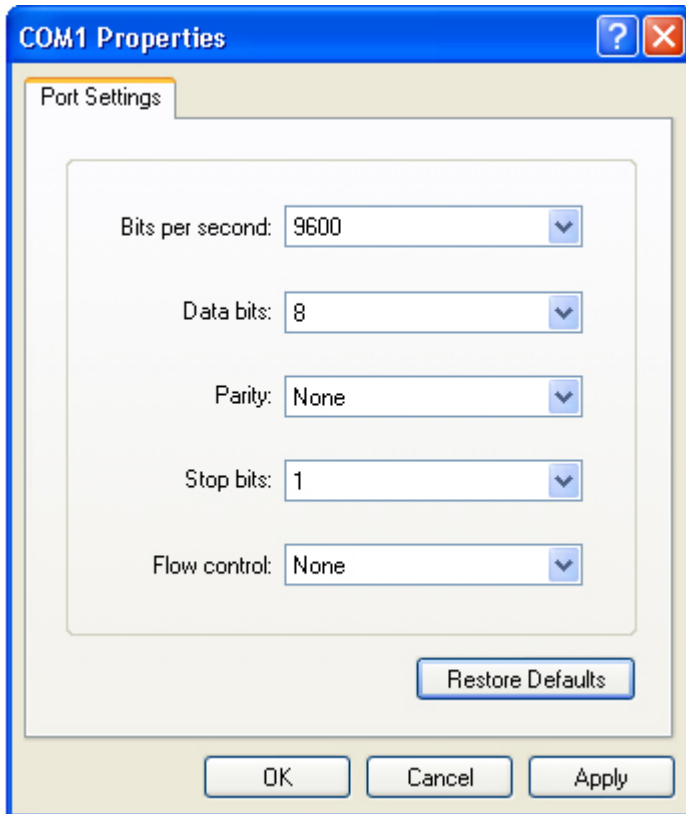 COM1 Properties
Port Settings
Bits per second: 9600
Data bits: 8
Parity: None
Stop bits: 1
Flow control: None
Restore Defaults
OK Cancel Apply